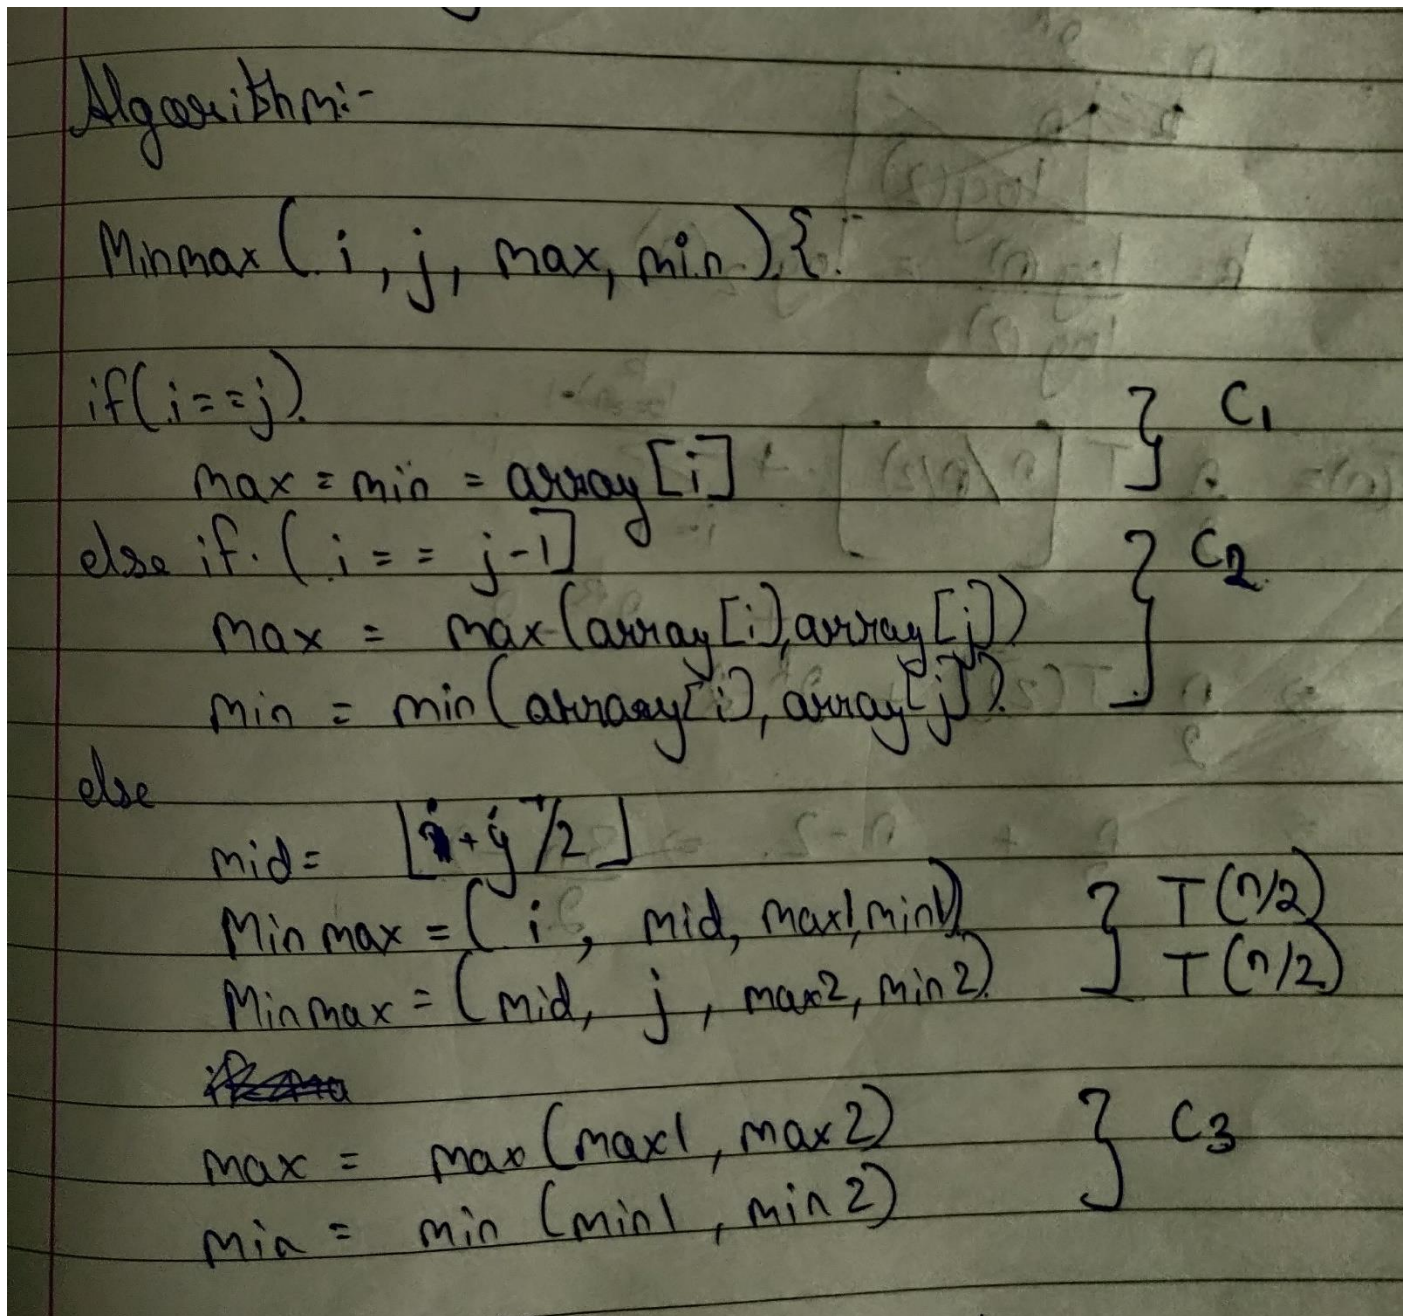 Algorithm:-
Minmax ( i , j , max, min ) {
if( i == j )
max = min = array [i] } C1
else if ( i == j-1]
max = max (array [i], array [j]) } C2
min = min (array [i), array [j])
else
mid = ⌊i+j/2⌋
Minmax = ( i , mid, max1, min1) } T(n/2)
Minmax = (mid, j , max2, min2) T(n/2)
max = max (max1 , max2) } C3
min = min (min1 , min 2)